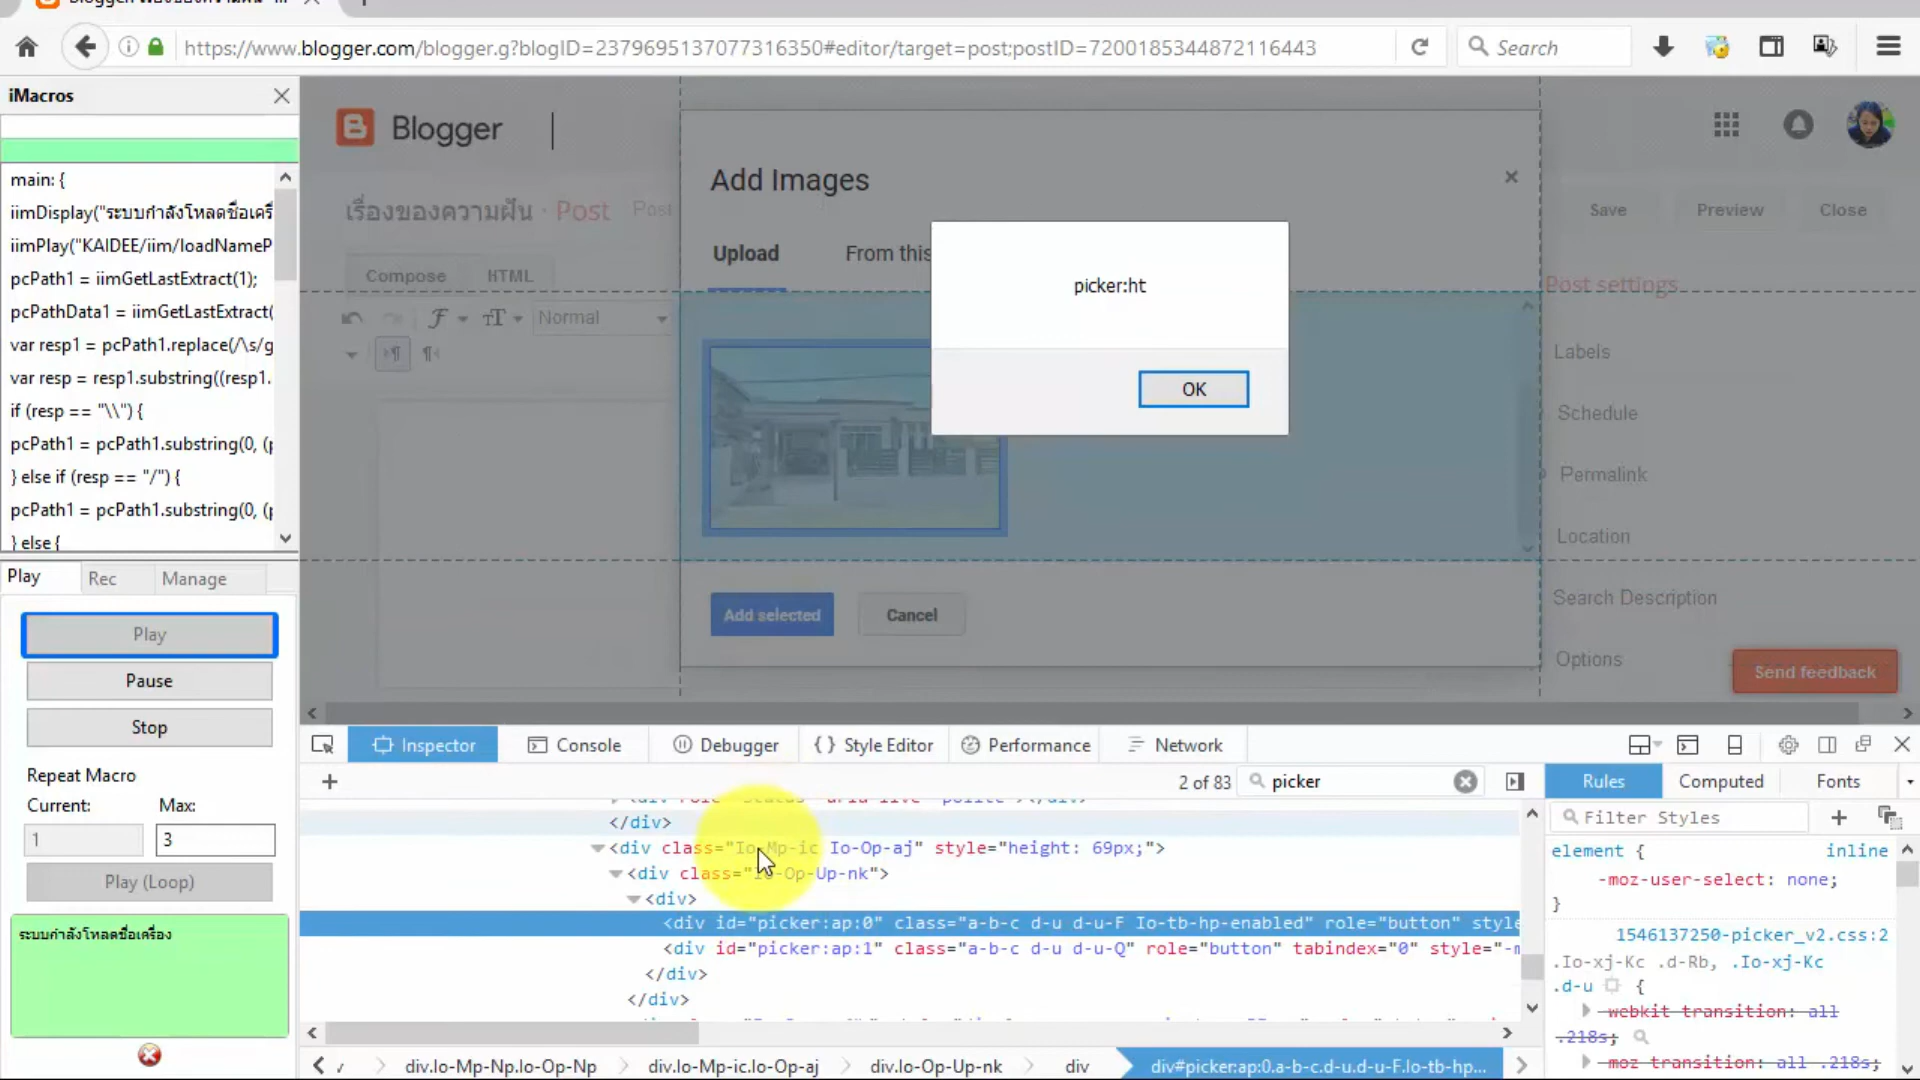 https://www.blogger.com/blogger.g?blogID=2379695137077316350#editor/target=post;postID=7200185344872116443
Search
iMacros
main: {
iimDisplay("ระบบกำลังโหลดชื่อเครื่
iimPlay("KAIDEE/iim/loadNameP
pcPath1 = iimGetLastExtract(1);
pcPathData1 = iimGetLastExtract(
var resp1 = pcPath1.replace(/\s/g
var resp = resp1.substring((resp1.
if (resp == "\\") {
pcPath1 = pcPath1.substring(0, (p
} else if (resp == "/") {
pcPath1 = pcPath1.substring(0, (p
} else {
Play Rec Manage
Play
Pause
Stop
Repeat Macro
Current: Max:
1 3
Play (Loop)
ระบบกำลังโหลดชื่อเครื่อง
Blogger
เรื่องของความฝัน · Post Post
Compose HTML
Normal
Add Images
Upload From this
picker:ht
OK
Add selected Cancel
Save Preview Close
Post settings
Labels
Schedule
Permalink
Location
Search Description
Options
Send feedback
Inspector Console Debugger { } Style Editor Performance Network
+ 2 of 83 picker
</div>
<div class="Io-Mp-ic Io-Op-aj" style="height: 69px;">
<div class="Io-Op-Up-nk">
<div>
<div id="picker:ap:0" class="a-b-c d-u d-u-F Io-tb-hp-enabled" role="button" style
<div id="picker:ap:1" class="a-b-c d-u d-u-Q" role="button" tabindex="0" style="-m
</div>
</div>
div.Io-Mp-Np.Io-Op-Np div.Io-Mp-ic.Io-Op-aj div.Io-Op-Up-nk div div#picker:ap:0.a-b-c.d-u.d-u-F.Io-tb-hp...
Rules Computed Fonts
Filter Styles +
element { inline
-moz-user-select: none;
}
1546137250-picker_v2.css:2
.Io-xj-Kc .d-Rb, .Io-xj-Kc
.d-u {
webkit transition: all
.218s;
moz transition: all .218s;